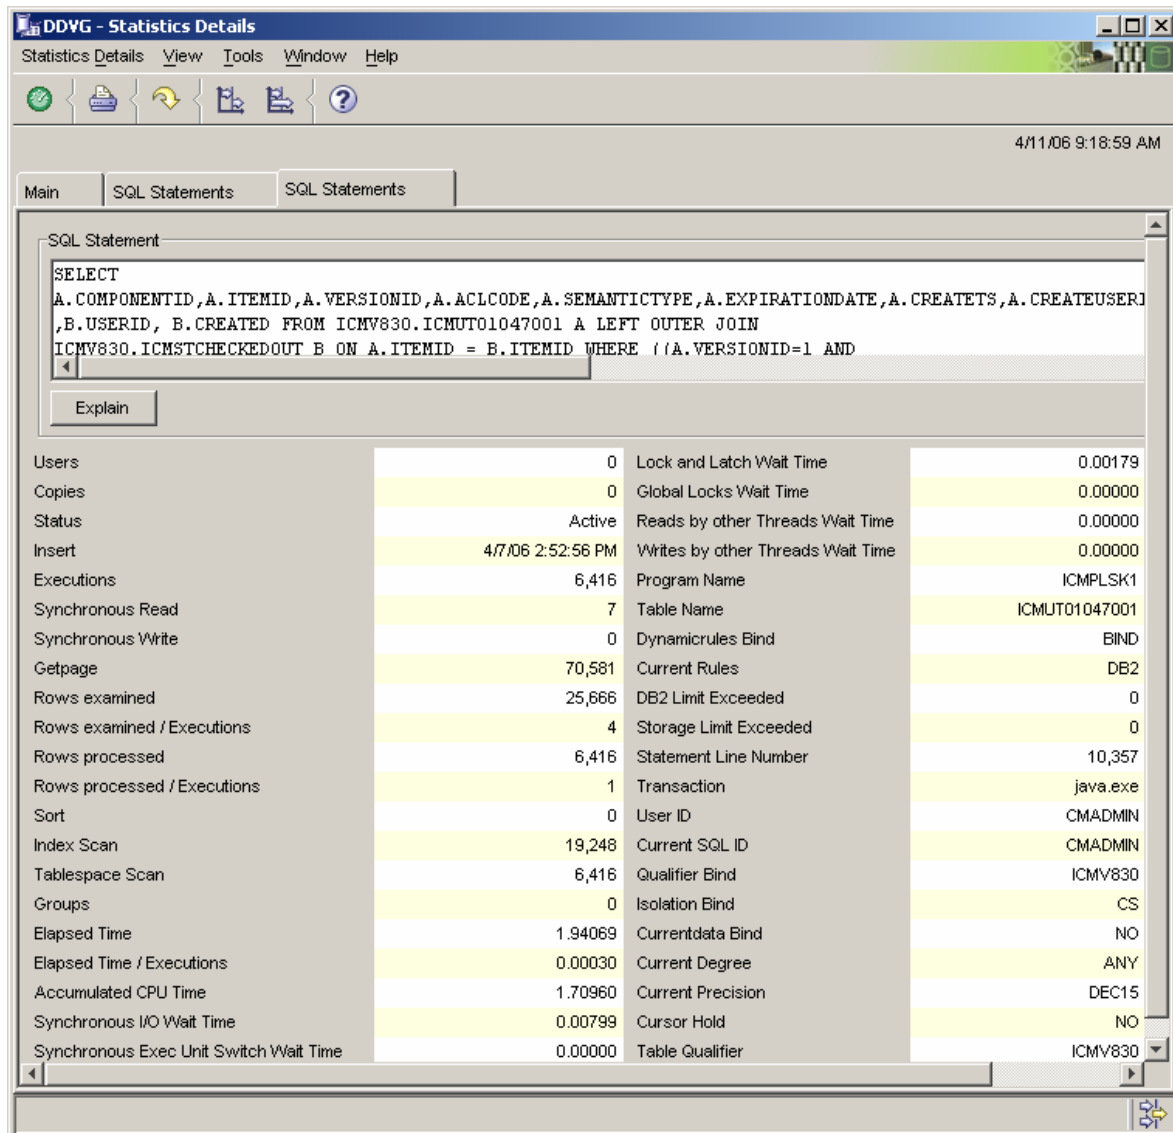 DDVG - Statistics Details
Statistics Details View Tools Window Help
4/11/06 9:18:59 AM
Main SQL Statements SQL Statements
SQL Statement
SELECT
A.COMPONENTID,A.ITEMID,A.VERSIONID,A.ACLCODE,A.SEMANTICTYPE,A.EXPIRATIONDATE,A.CREATETS,A.CREATEUSERI
,B.USERID, B.CREATED FROM ICMV830.ICMUT01047001 A LEFT OUTER JOIN
ICMV830.ICMSTCHECKEDOUT B ON A.ITEMID = B.ITEMID WHERE ((A.VERSIONID=1 AND
Explain
Users 0 Lock and Latch Wait Time 0.00179
Copies 0 Global Locks Wait Time 0.00000
Status Active Reads by other Threads Wait Time 0.00000
Insert 4/7/06 2:52:56 PM Writes by other Threads Wait Time 0.00000
Executions 6,416 Program Name ICMPLSK1
Synchronous Read 7 Table Name ICMUT01047001
Synchronous Write 0 Dynamicrules Bind BIND
Getpage 70,581 Current Rules DB2
Rows examined 25,666 DB2 Limit Exceeded 0
Rows examined / Executions 4 Storage Limit Exceeded 0
Rows processed 6,416 Statement Line Number 10,357
Rows processed / Executions 1 Transaction java.exe
Sort 0 User ID CMADMIN
Index Scan 19,248 Current SQL ID CMADMIN
Tablespace Scan 6,416 Qualifier Bind ICMV830
Groups 0 Isolation Bind CS
Elapsed Time 1.94069 Currentdata Bind NO
Elapsed Time / Executions 0.00030 Current Degree ANY
Accumulated CPU Time 1.70960 Current Precision DEC15
Synchronous I/O Wait Time 0.00799 Cursor Hold NO
Synchronous Exec Unit Switch Wait Time 0.00000 Table Qualifier ICMV830